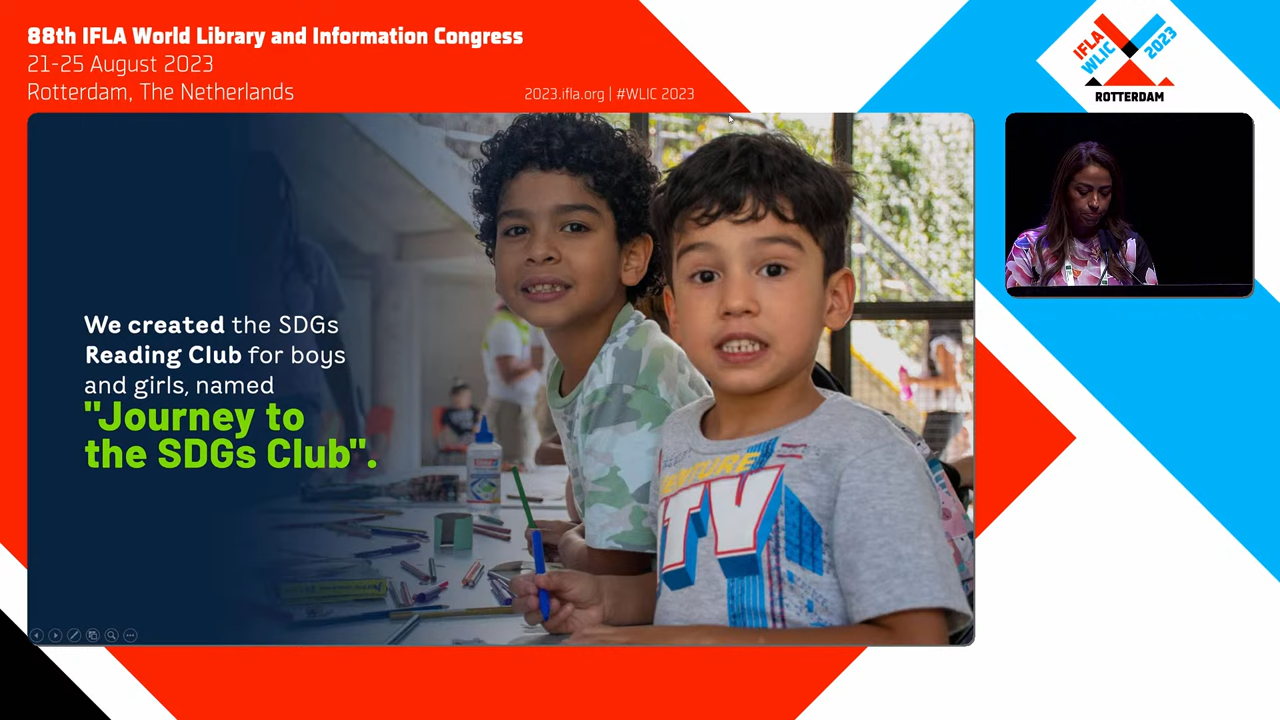 88th IFLA World Library and Information Congress
21-25 August 2023
Rotterdam, The Netherlands
2023.ifla.org | #WLIC 2023
IFLA
WLIC
2023
ROTTERDAM
We created the SDGs
Reading Club for boys
and girls, named
"Journey to
the SDGs Club".